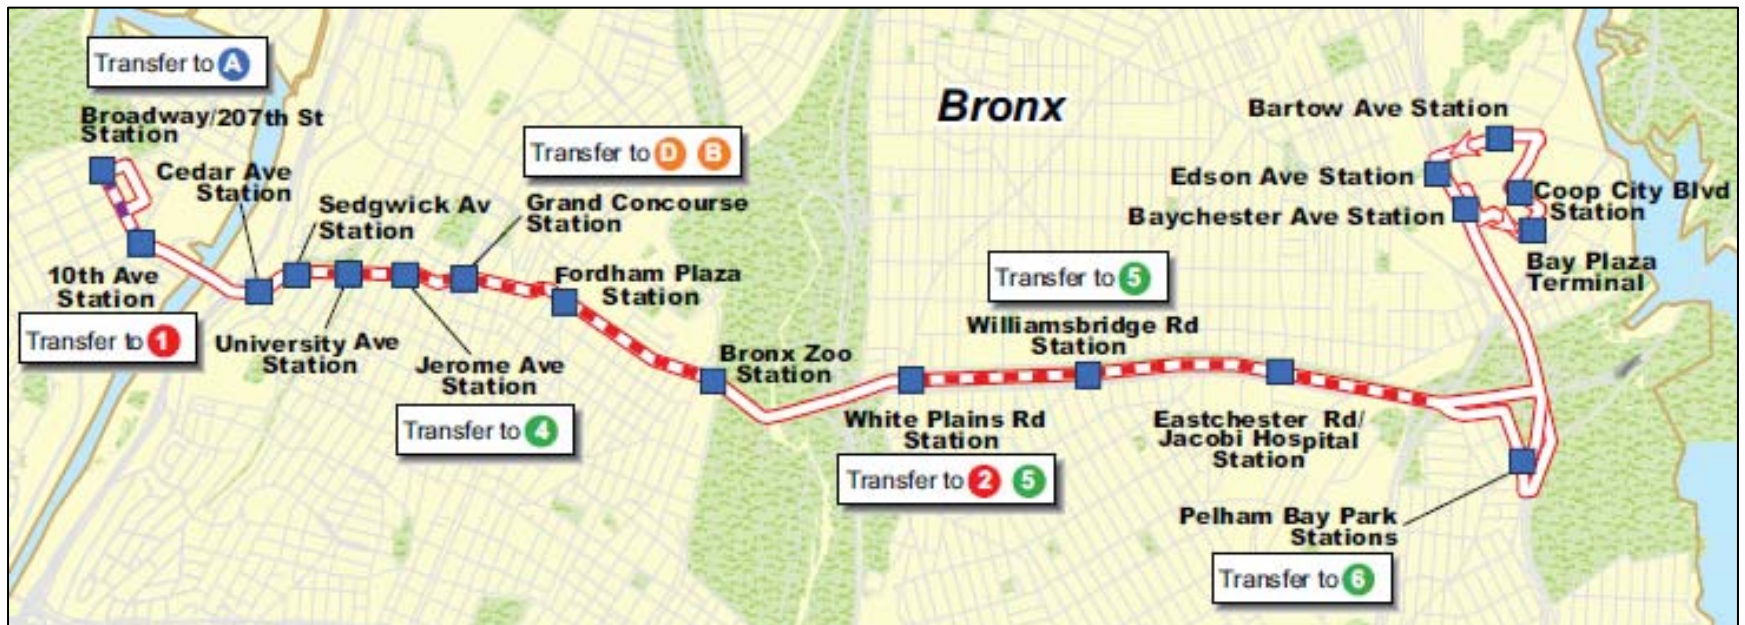 Transfer to A
Broadway/207th St
Station
Cedar Ave
Station
Sedgwick Av
Station
Transfer to D B
Grand Concourse
Station
Bronx
Bartow Ave Station
Edson Ave Station
Baychester Ave Station
Coop City Blvd
Station
Bay Plaza
Terminal
10th Ave
Station
Transfer to 1
University Ave
Station
Jerome Ave
Station
Transfer to 4
Fordham Plaza
Station
Bronx Zoo
Station
Transfer to 5
Williamsbridge Rd
Station
White Plains Rd
Station
Transfer to 2 5
Eastchester Rd/
Jacobi Hospital
Station
Pelham Bay Park
Stations
Transfer to 6